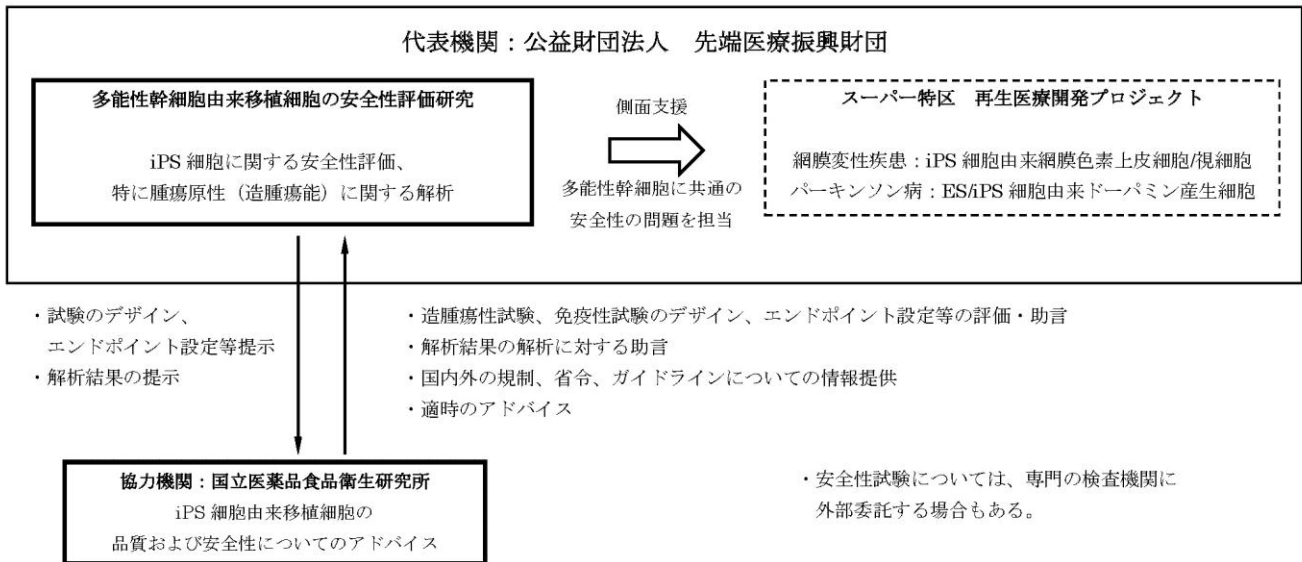 代表機関：公益財団法人　先端医療振興財団
多能性幹細胞由来移植細胞の安全性評価研究
iPS 細胞に関する安全性評価、
特に腫瘍原性（造腫瘍能）に関する解析
側面支援
多能性幹細胞に共通の
安全性の問題を担当
スーパー特区　再生医療開発プロジェクト
網膜変性疾患：iPS 細胞由来網膜色素上皮細胞/視細胞
パーキンソン病：ES/iPS 細胞由来ドーパミン産生細胞
・試験のデザイン、
エンドポイント設定等提示
・解析結果の提示
・造腫瘍性試験、免疫性試験のデザイン、エンドポイント設定等の評価・助言
・解析結果の解析に対する助言
・国内外の規制、省令、ガイドラインについての情報提供
・適時のアドバイス
協力機関：国立医薬品食品衛生研究所
iPS 細胞由来移植細胞の
品質および安全性についてのアドバイス
・安全性試験については、専門の検査機関に
外部委託する場合もある。